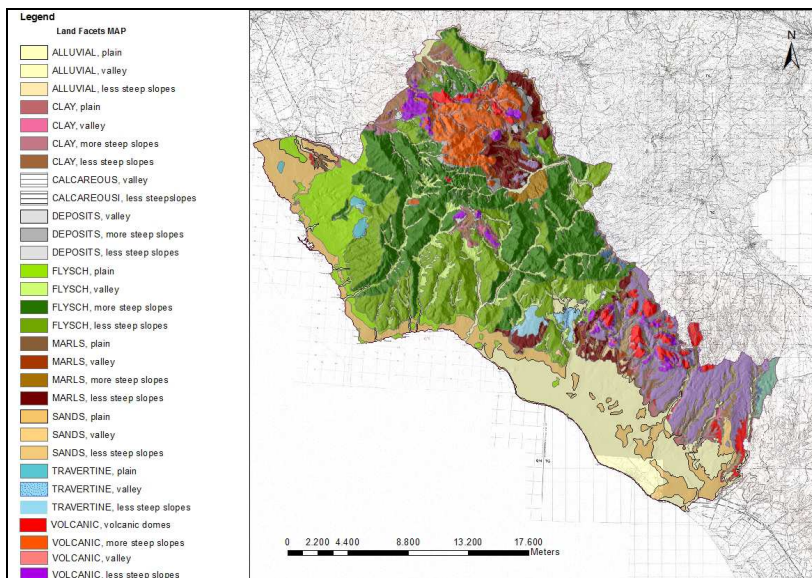 Legend
Land Facets MAP
ALLUVIAL, plain
ALLUVIAL, valley
ALLUVIAL, less steep slopes
CLAY, plain
CLAY, valley
CLAY, more steep slopes
CLAY, less steep slopes
CALCAREOUS, valley
CALCAREOUSI, less steepslopes
DEPOSITS, valley
DEPOSITS, more steep slopes
DEPOSITS, less steep slopes
FLYSCH, plain
FLYSCH, valley
FLYSCH, more steep slopes
FLYSCH, less steep slopes
MARLS, plain
MARLS, valley
MARLS, more steep slopes
MARLS, less steep slopes
SANDS, plain
SANDS, valley
SANDS, less steep slopes
TRAVERTINE, plain
TRAVERTINE, valley
TRAVERTINE, less steep slopes
VOLCANIC, volcanic domes
VOLCANIC, more steep slopes
VOLCANIC, valley
VOLCANIC, less steep slopes
N
0 2.200 4.400 8.800 13.200 17.600
Meters